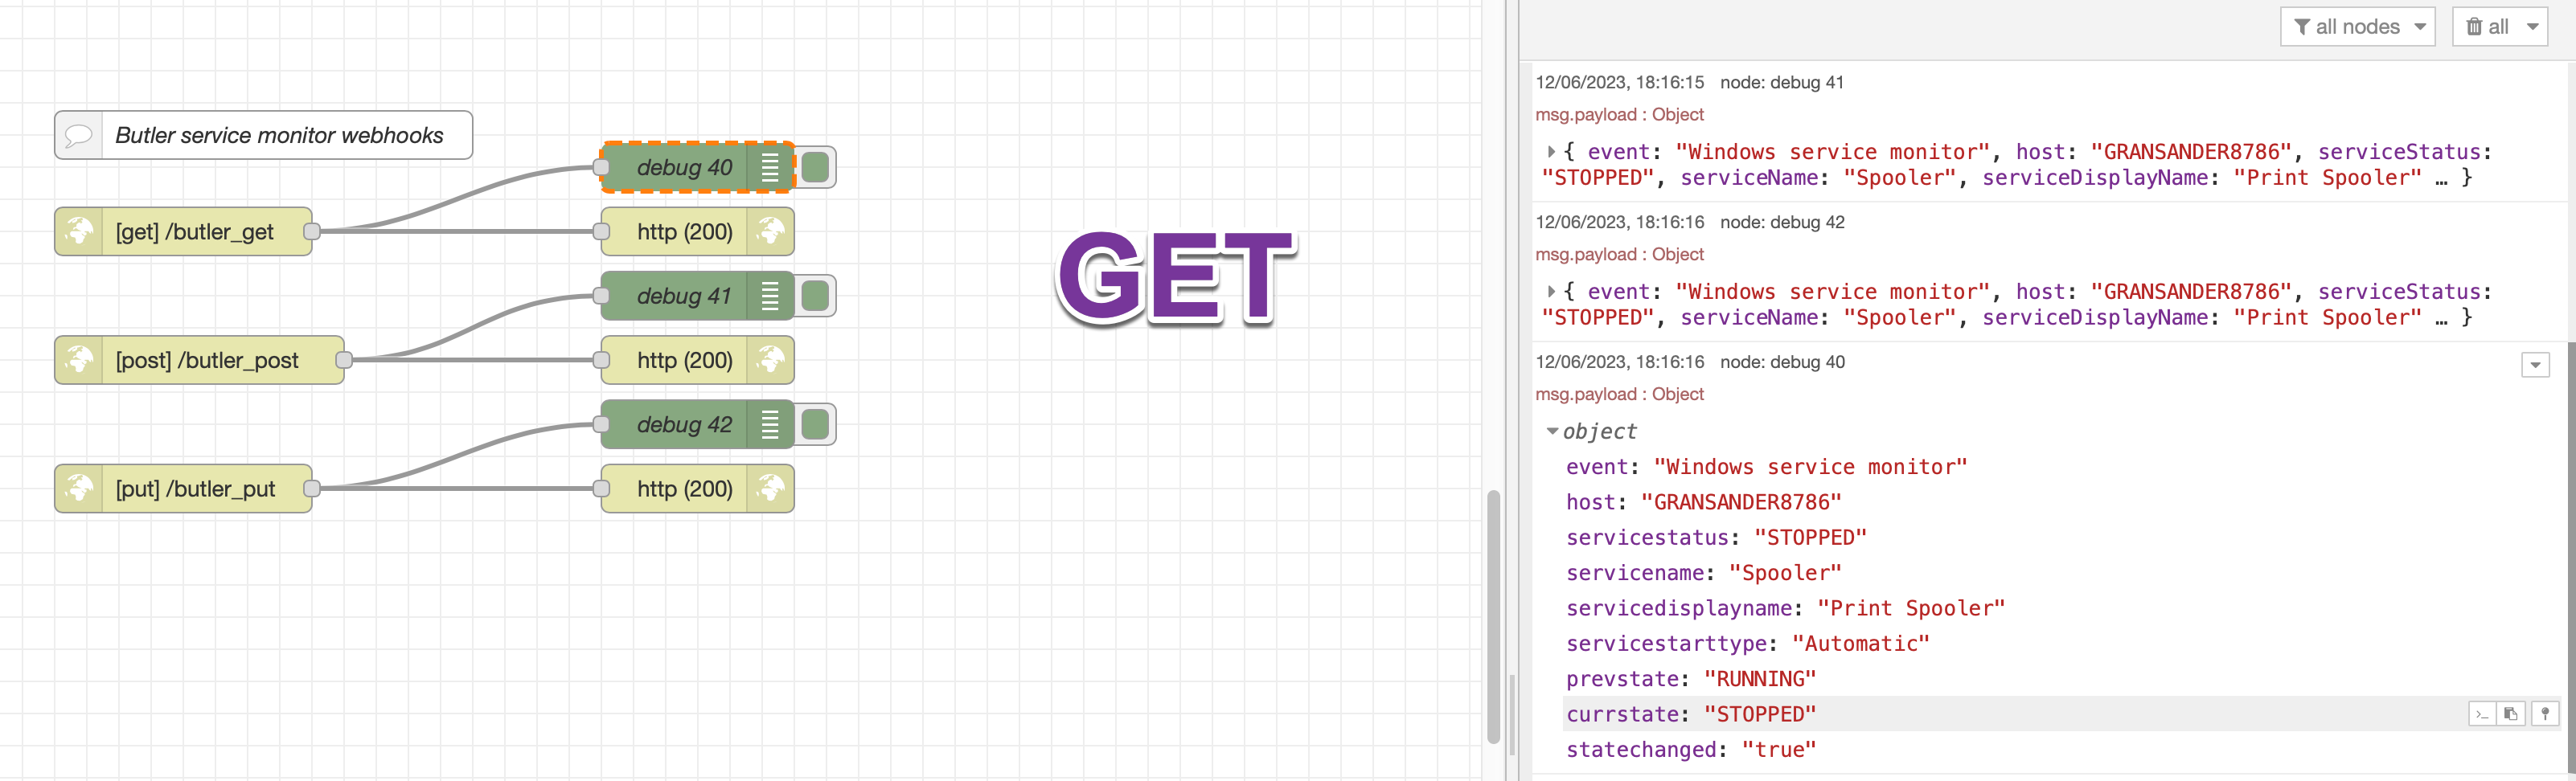 Butler service monitor webhooks
debug 40
[get] /butler_get
http (200)
debug 41
[post] /butler_post
http (200)
debug 42
[put] /butler_put
http (200)
GET
all nodes
all
12/06/2023, 18:16:15 node: debug 41
msg.payload : Object
{ event: "Windows service monitor", host: "GRANSANDER8786", serviceStatus:
"STOPPED", serviceName: "Spooler", serviceDisplayName: "Print Spooler" … }
12/06/2023, 18:16:16 node: debug 42
msg.payload : Object
{ event: "Windows service monitor", host: "GRANSANDER8786", serviceStatus:
"STOPPED", serviceName: "Spooler", serviceDisplayName: "Print Spooler" … }
12/06/2023, 18:16:16 node: debug 40
msg.payload : Object
object
event: "Windows service monitor"
host: "GRANSANDER8786"
servicestatus: "STOPPED"
servicename: "Spooler"
servicedisplayname: "Print Spooler"
servicestarttype: "Automatic"
prevstate: "RUNNING"
currstate: "STOPPED"
statechanged: "true"